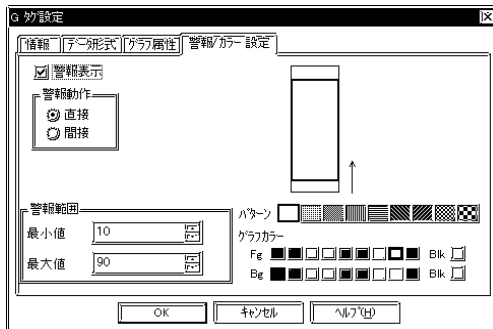 G ﾀｸﾞ設定
情報 ﾃﾞｰﾀ形式 ｸﾞﾗﾌ属性 警報/ｶﾗｰ 設定
警報表示
警報動作
直接
間接
警報範囲
最小値 10
最大値 90
ﾊﾟﾀｰﾝ
ｸﾞﾗﾌｶﾗｰ
Fg Blk
Bg Blk
OK ｷｬﾝｾﾙ ﾍﾙﾌﾟ(H)